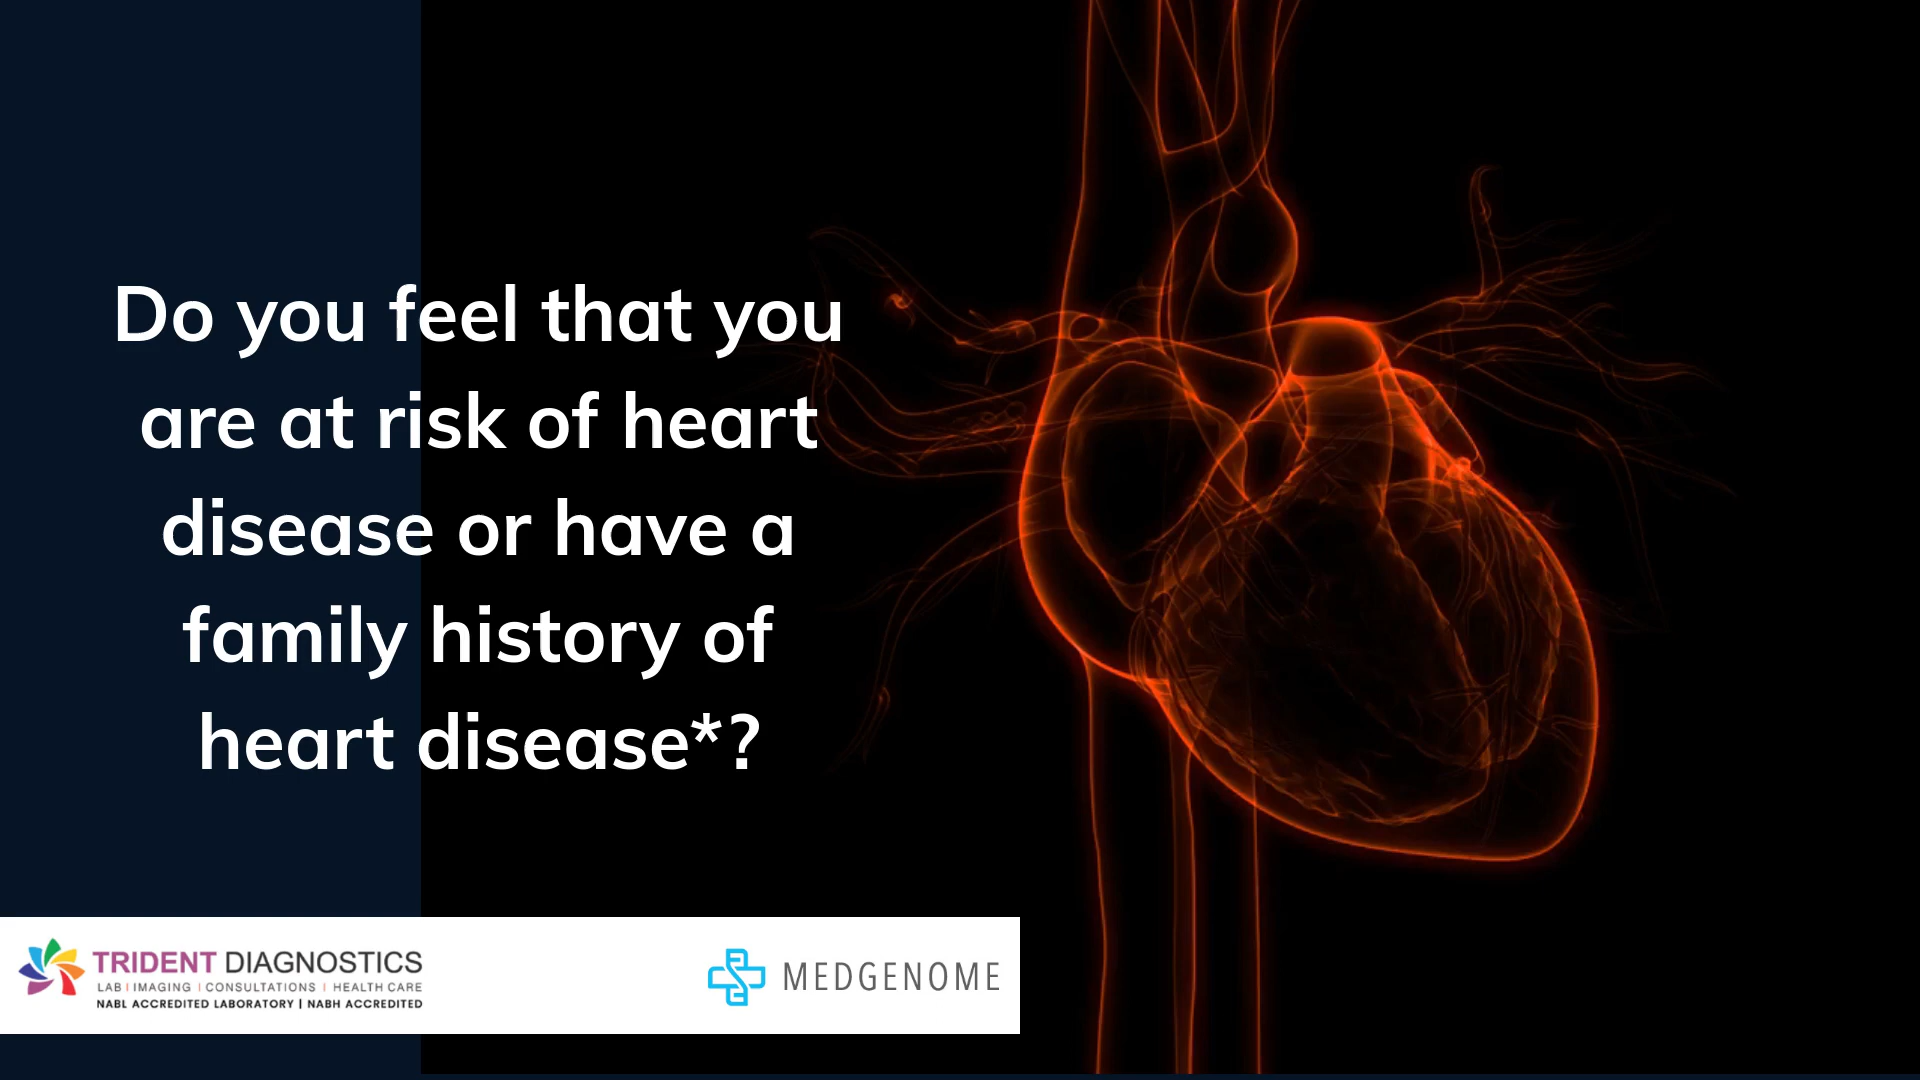 Do you feel that you
are at risk of heart
disease or have a
family history of
heart disease*?
TRIDENT DIAGNOSTICS
LAB | IMAGING | CONSULTATIONS | HEALTH CARE
NABL ACCREDITED LABORATORY | NABH ACCREDITED
MEDGENOME